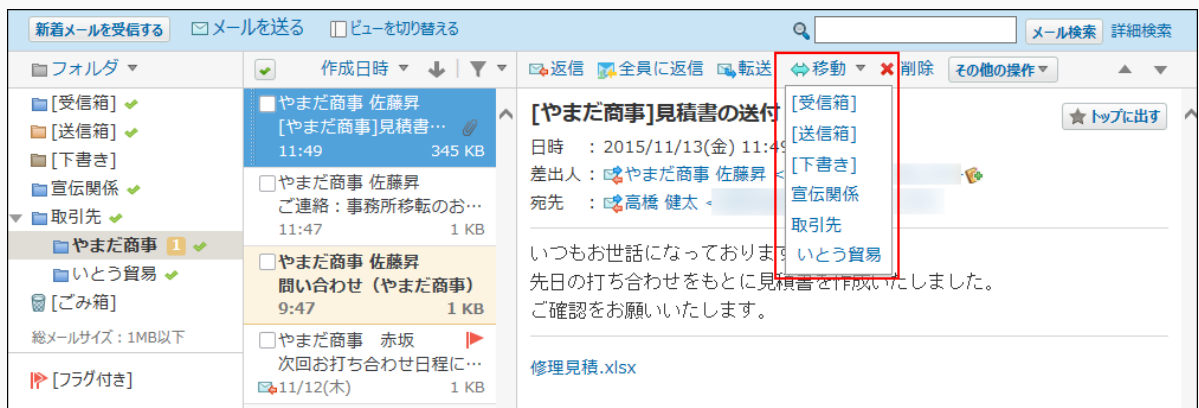 新着メールを受信する メールを送る ビューを切り替える メール検索 詳細検索
フォルダ
[受信箱]
[送信箱]
[下書き]
宣伝関係
取引先
やまだ商事 1
いとう貿易
[ごみ箱]
総メールサイズ：1MB以下
[フラグ付き]
作成日時
やまだ商事 佐藤昇
[やまだ商事]見積書…
11:49 345 KB
やまだ商事 佐藤昇
ご連絡：事務所移転のお…
11:47 1 KB
やまだ商事 佐藤昇
問い合わせ（やまだ商事）
9:47 1 KB
やまだ商事　赤坂
次回お打ち合わせ日程に…
11/12(木) 1 KB
返信 全員に返信 転送 移動 削除 その他の操作
[受信箱]
[送信箱]
[下書き]
宣伝関係
取引先
いとう貿易
[やまだ商事]見積書の送付
トップに出す
日時 ：2015/11/13(金) 11:49
差出人：やまだ商事 佐藤昇 <
宛先 ：高橋 健太 <
いつもお世話になっております
先日の打ち合わせをもとに見積書を作成いたしました。
ご確認をお願いいたします。
修理見積.xlsx